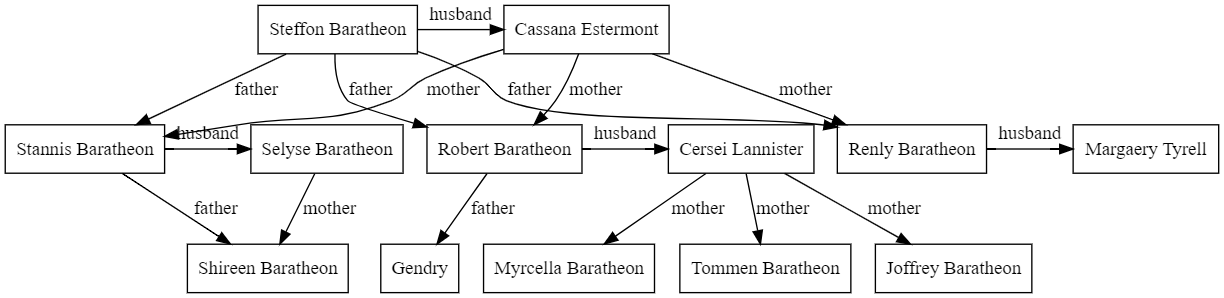 husband
Steffon Baratheon
Cassana Estermont
father
father
mother
father
mother
mother
husband
husband
husband
Stannis Baratheon
Selyse Baratheon
Robert Baratheon
Cersei Lannister
Renly Baratheon
Margaery Tyrell
father
mother
father
mother
mother
mother
Shireen Baratheon
Gendry
Myrcella Baratheon
Tommen Baratheon
Joffrey Baratheon